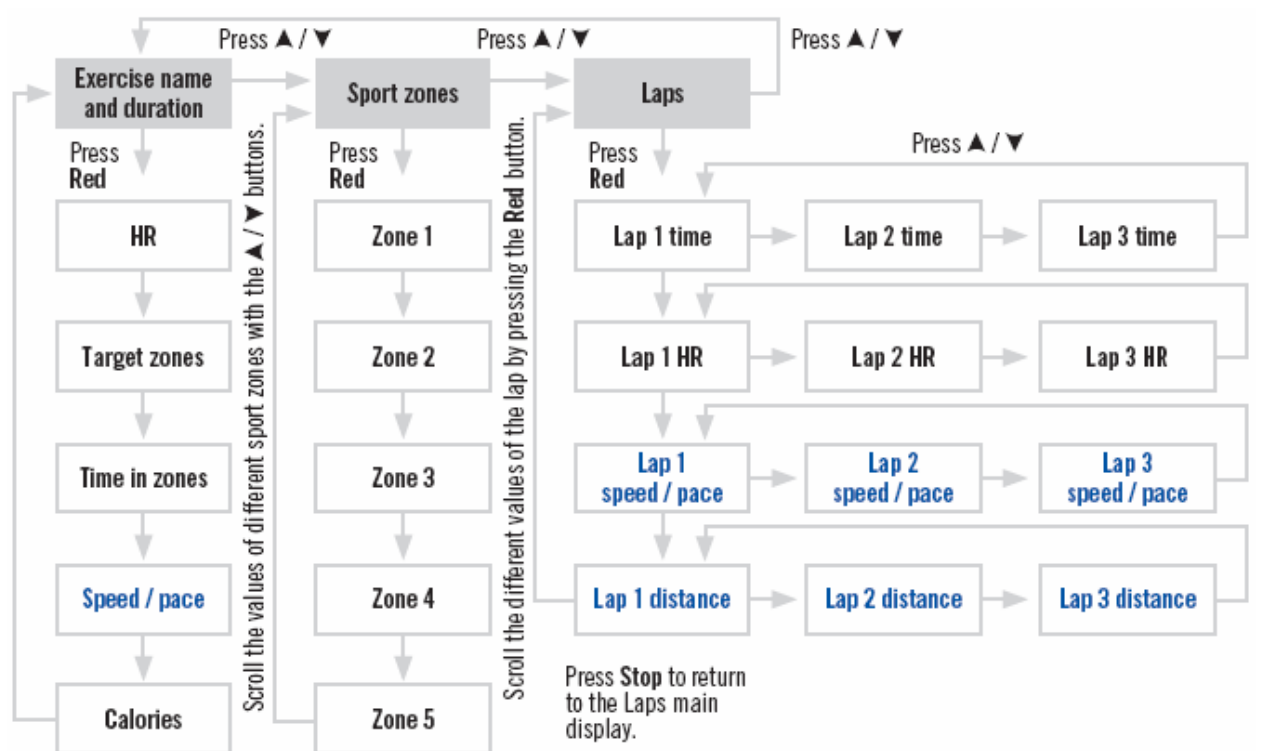 Press ▲ / ▼
Press ▲ / ▼
Press ▲ / ▼
Exercise name
and duration
Sport zones
Laps
Press
Red
Press
Red
Press
Red
Press ▲ / ▼
HR
Zone 1
Lap 1 time
Lap 2 time
Lap 3 time
Target zones
Zone 2
Lap 1 HR
Lap 2 HR
Lap 3 HR
Time in zones
Zone 3
Lap 1
speed / pace
Lap 2
speed / pace
Lap 3
speed / pace
Speed / pace
Zone 4
Lap 1 distance
Lap 2 distance
Lap 3 distance
Calories
Zone 5
Scroll the values of different sport zones with the ▲ / ▼ buttons.
Scroll the different values of the lap by pressing the Red button.
Press Stop to return
to the Laps main
display.